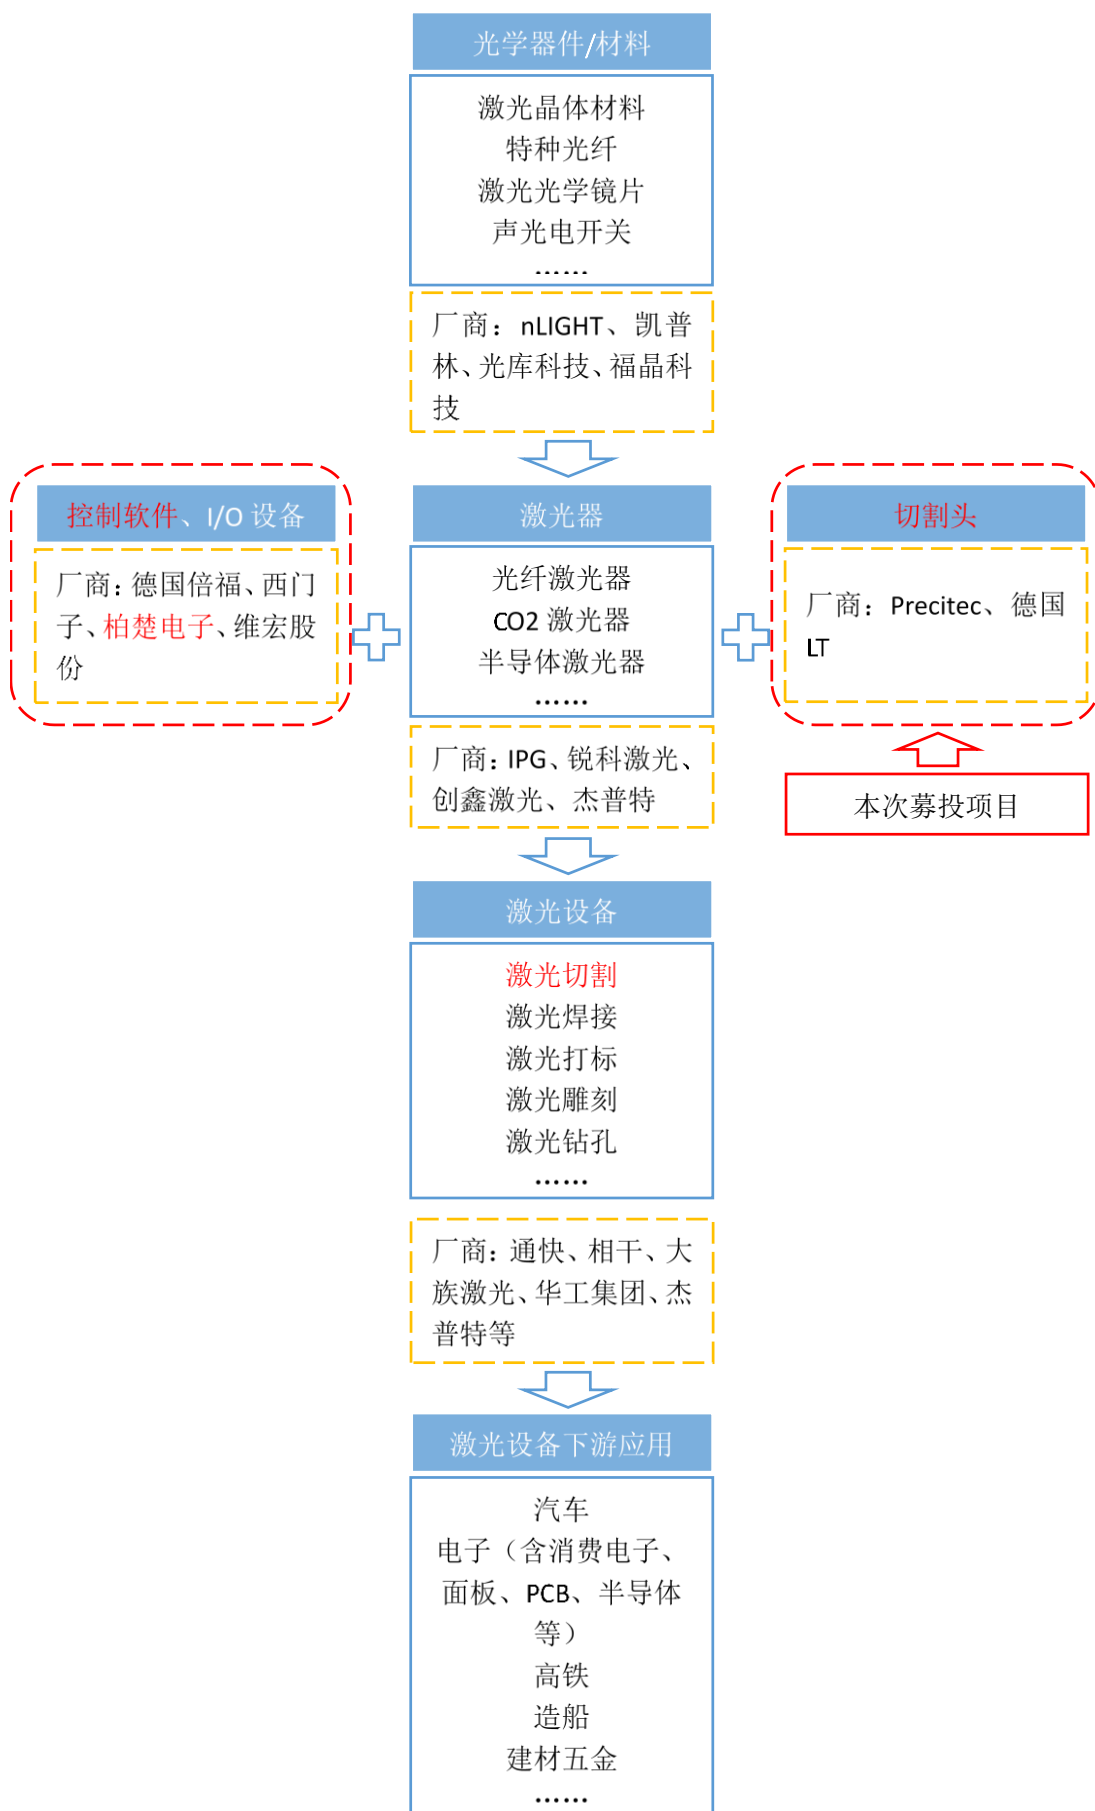 光学器件/材料
激光晶体材料
特种光纤
激光光学镜片
声光电开关
......
厂商：nLIGHT、凯普
林、光库科技、福晶科
技
控制软件、I/O 设备
厂商：德国倍福、西门
子、柏楚电子、维宏股
份
激光器
光纤激光器
CO2 激光器
半导体激光器
......
厂商：IPG、锐科激光、
创鑫激光、杰普特
切割头
厂商：Precitec、德国
LT
本次募投项目
激光设备
激光切割
激光焊接
激光打标
激光雕刻
激光钻孔
......
厂商：通快、相干、大
族激光、华工集团、杰
普特等
激光设备下游应用
汽车
电子（含消费电子、
面板、PCB、半导体
等）
高铁
造船
建材五金
......